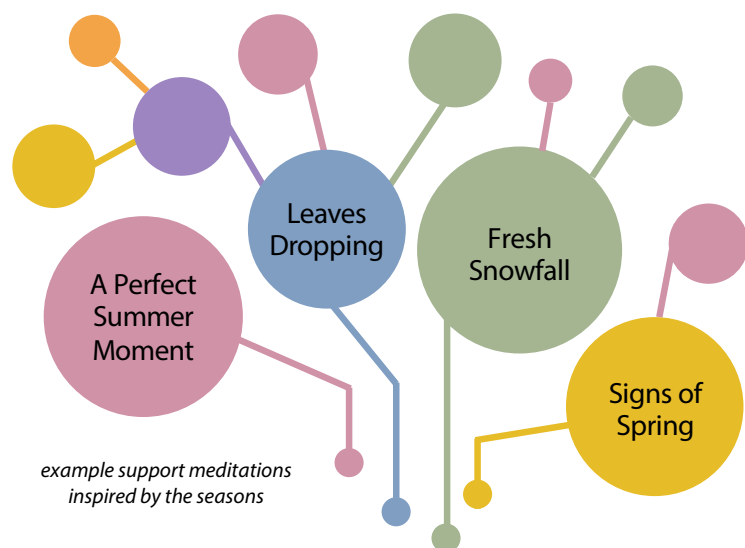 Leaves
Dropping
Fresh
Snowfall
A Perfect
Summer
Moment
Signs of
Spring
example support meditations
inspired by the seasons